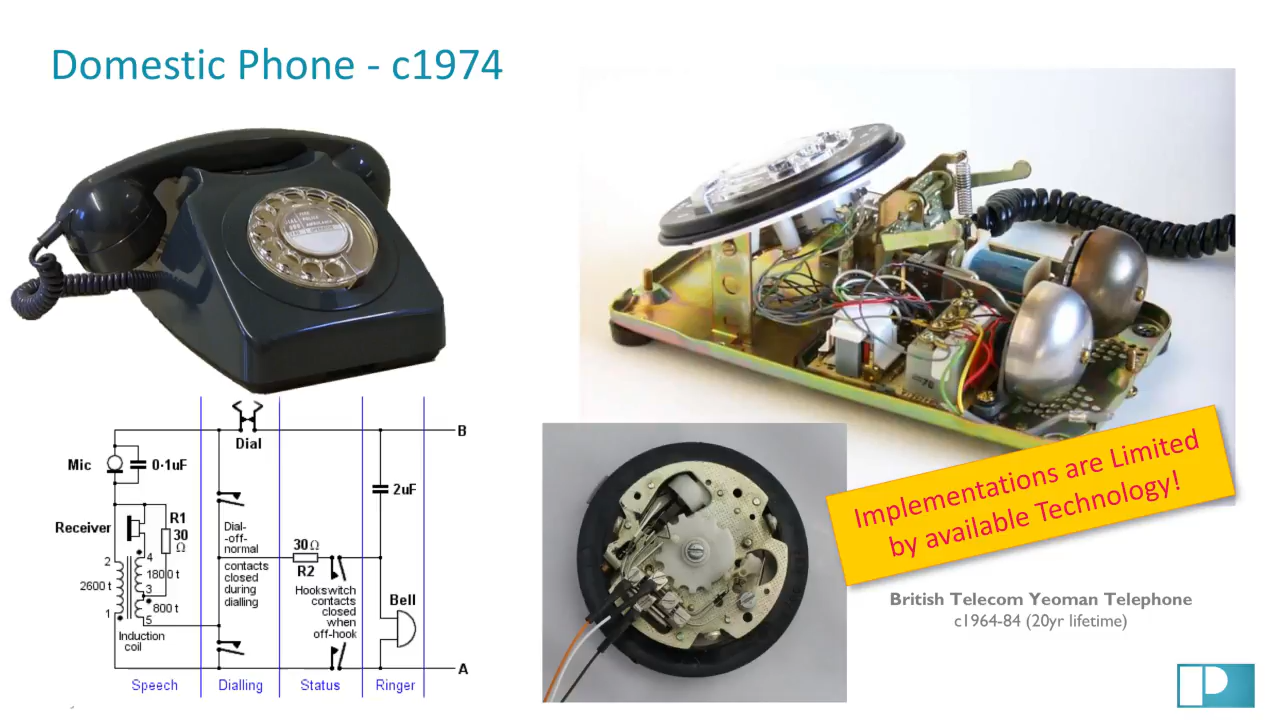 Domestic Phone - c1974
Dial
B
Mic
0·1uF
2uF
Receiver
R1
30
Ω
Dial-
-off-
normal
30Ω
R2
2
4
2600 t
1800 t
contacts
closed
during
dialling
3
800 t
1
5
Hookswitch
contacts
closed
when
off-hook
Bell
Induction
coil
A
Speech
Dialling
Status
Ringer
Implementations are Limited
by available Technology!
British Telecom Yeoman Telephone
c1964-84 (20yr lifetime)
P